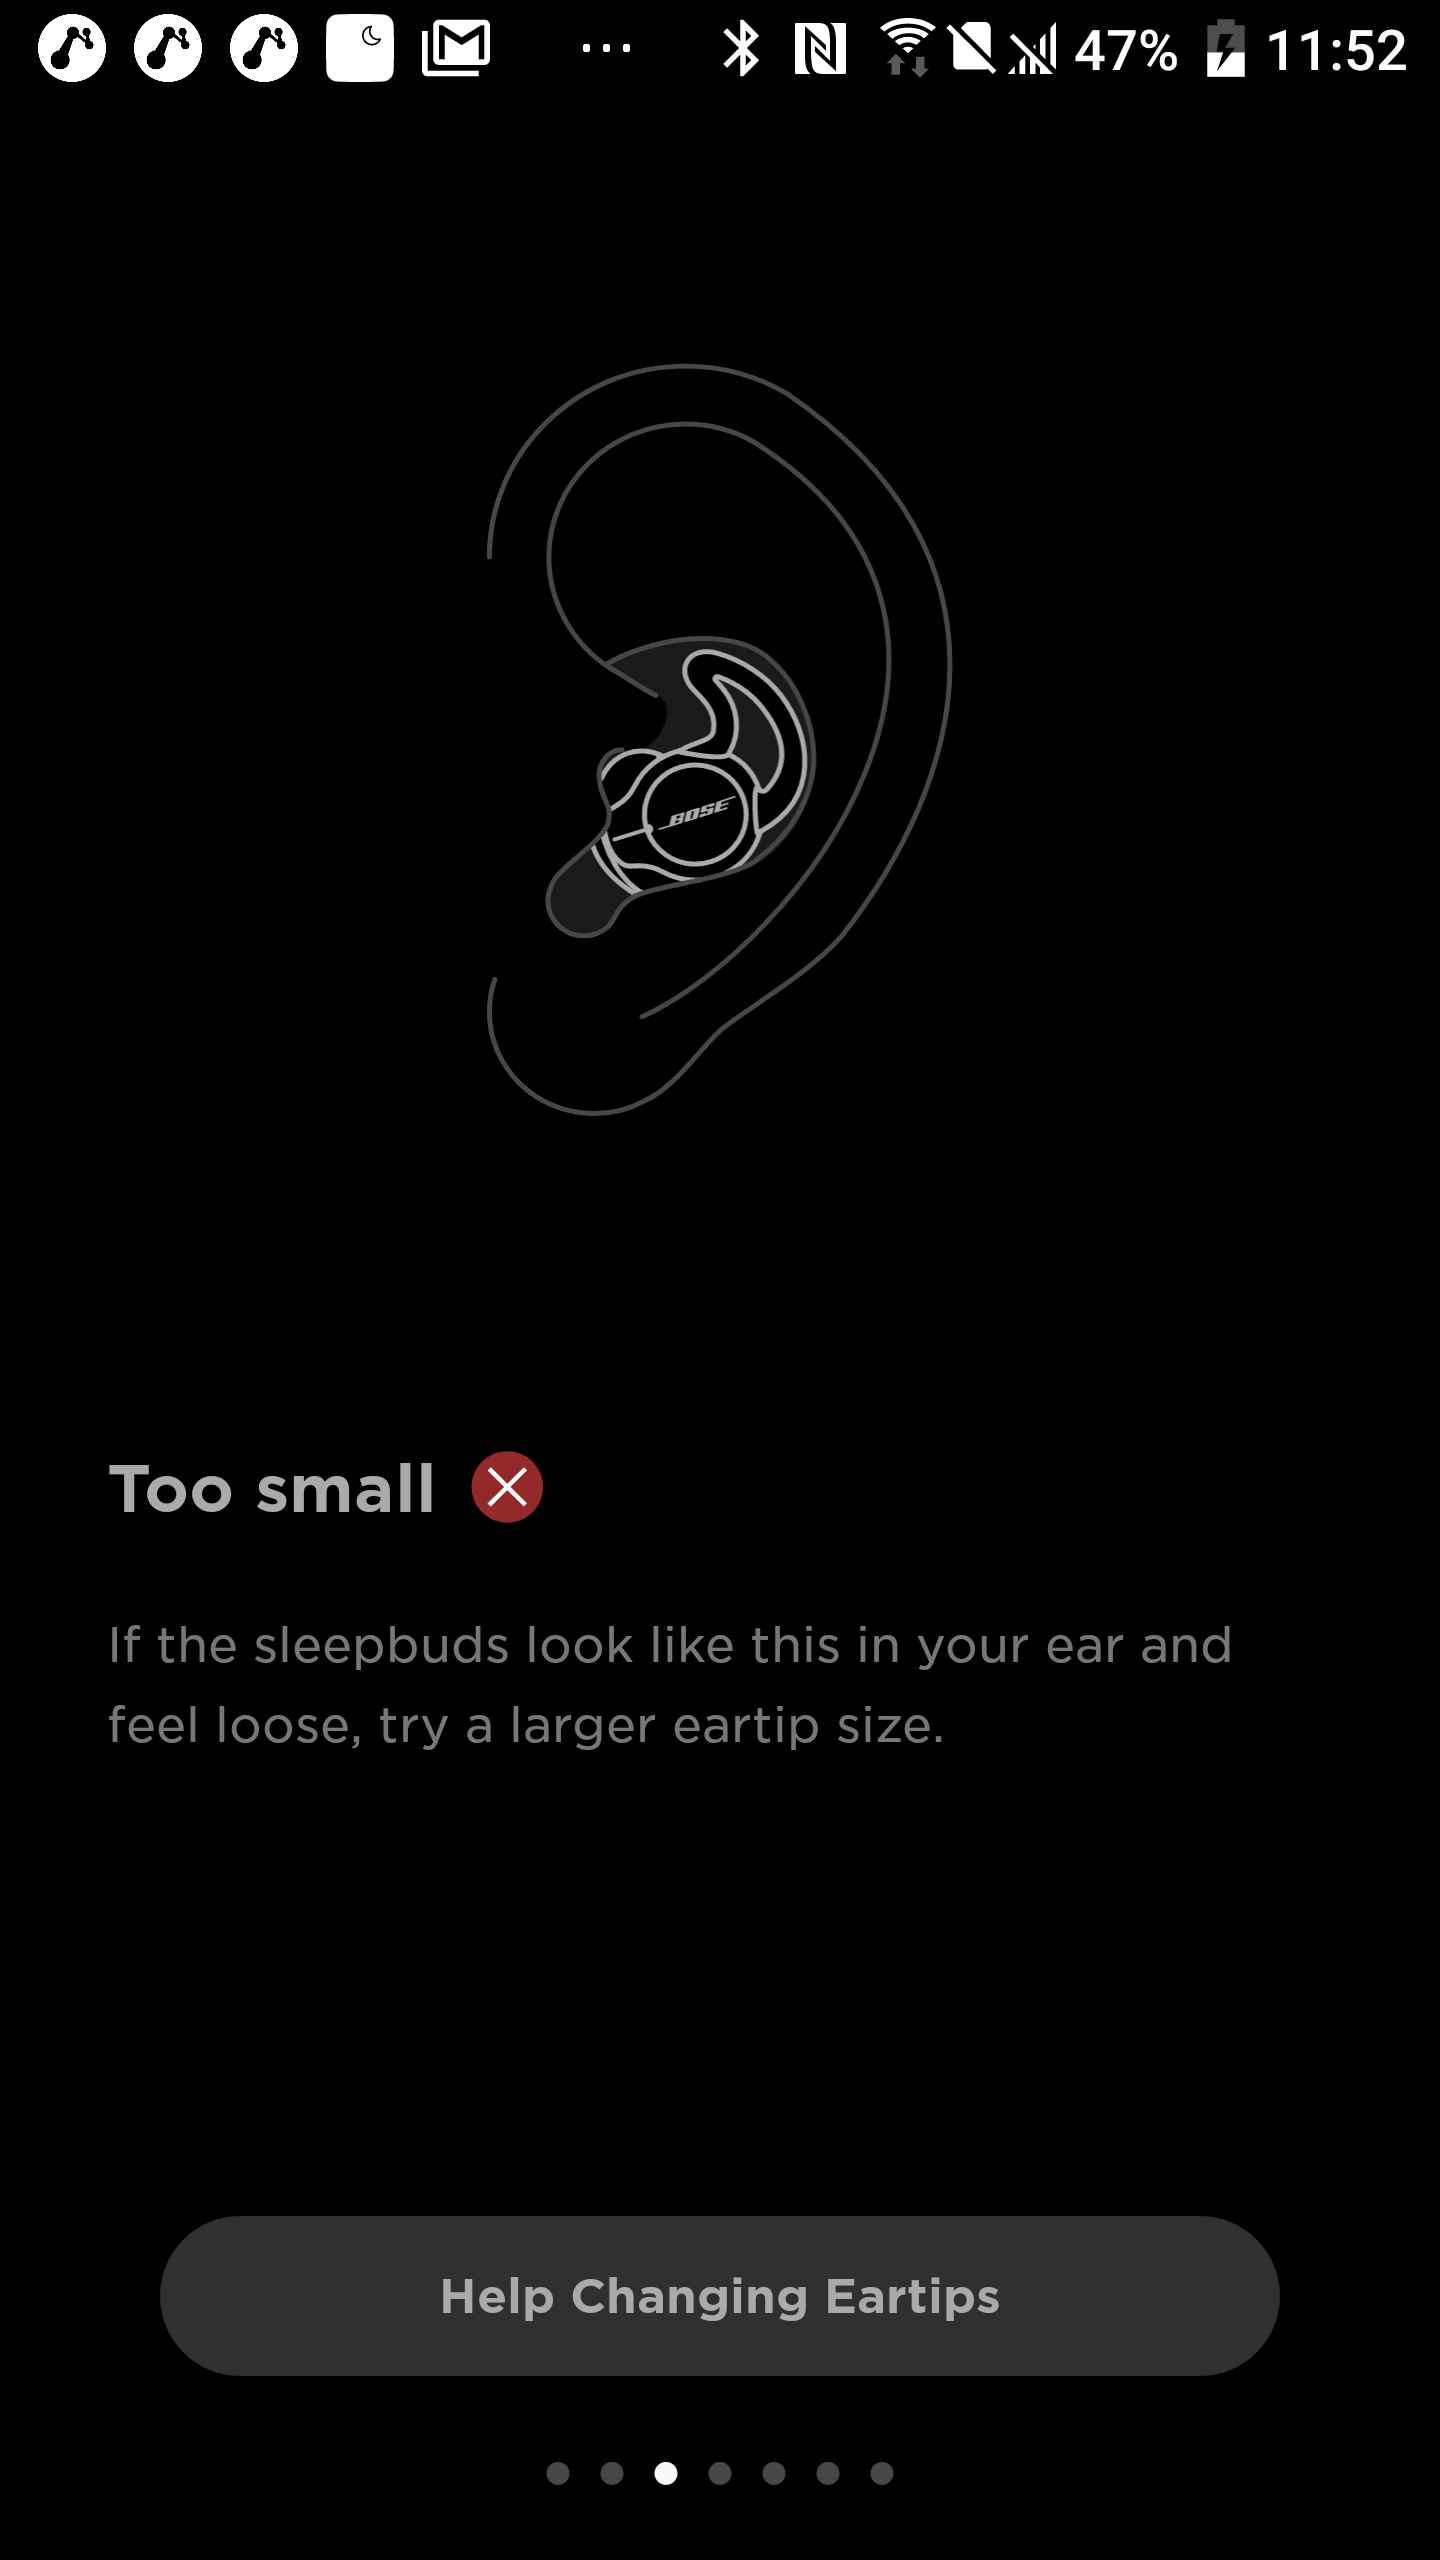 47% 11:52
BOSE
Too small
If the sleepbuds look like this in your ear and
feel loose, try a larger eartip size.
Help Changing Eartips